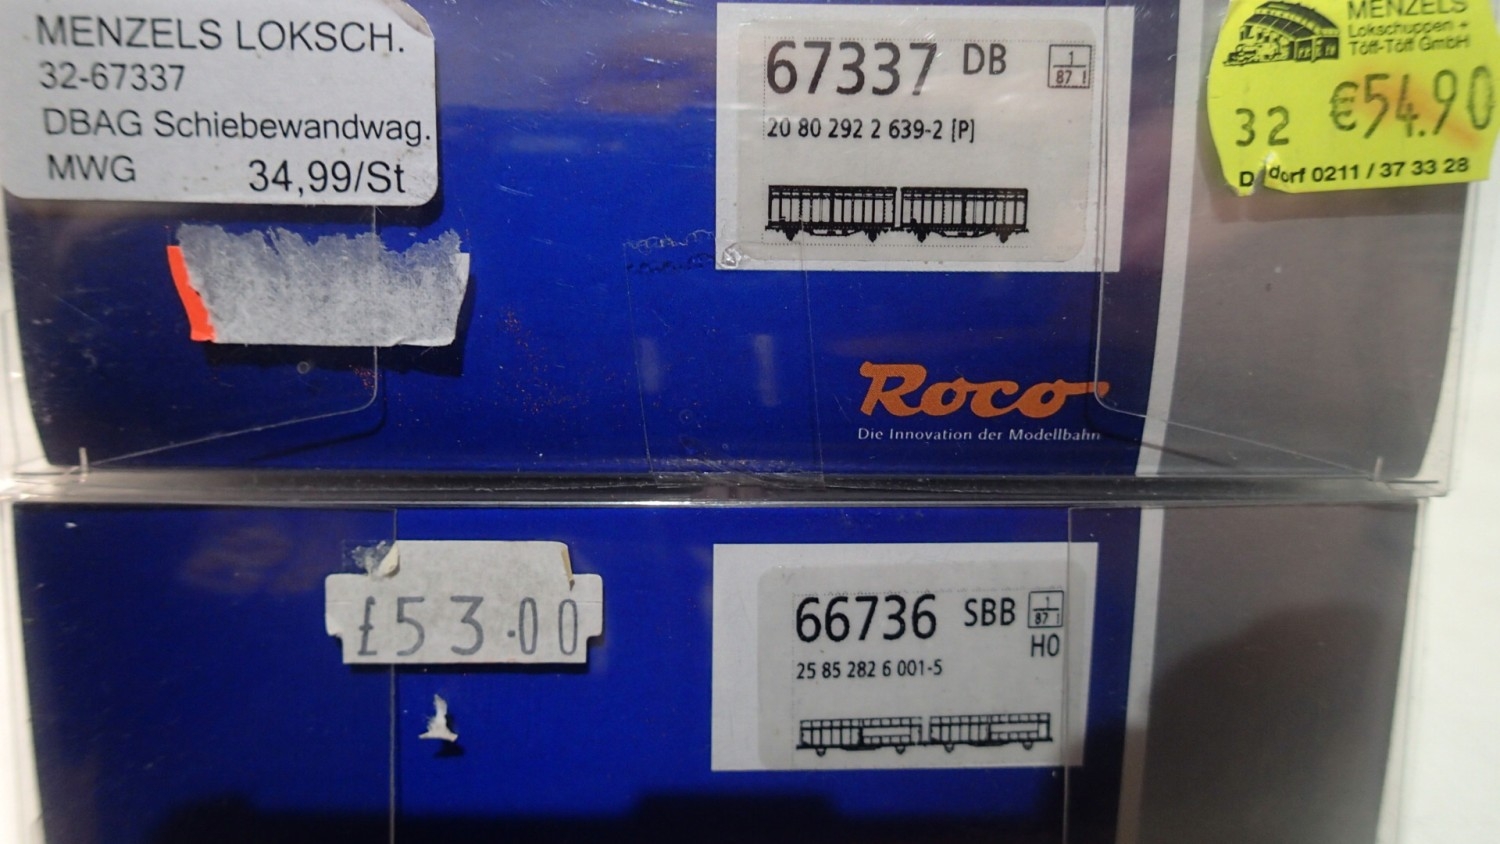 MENZELS LOKSCH.
32-67337
DBAG Schiebewandwag.
MWG 34,99/St
67337 DB 1/87
20 80 292 2 639-2 [P]
MENZELS
Lokschuppen +
Töff-Töff GmbH
32 €54.90
D dorf 0211 / 37 33 28
Roco
Die Innovation der Modellbahn
£53.00
66736 SBB 1/87
H0
25 85 282 6 001-5